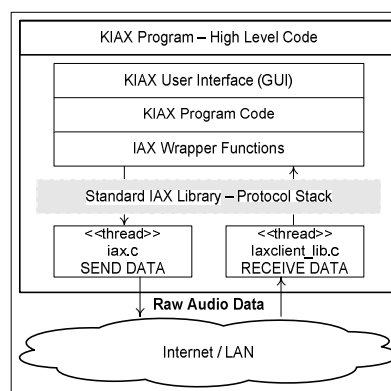 KIAX Program – High Level Code
KIAX User Interface (GUI)
KIAX Program Code
IAX Wrapper Functions
Standard IAX Library – Protocol Stack
<<thread>>
iax.c
SEND DATA
<<thread>>
Iaxclient_lib.c
RECEIVE DATA
Raw Audio Data
Internet / LAN